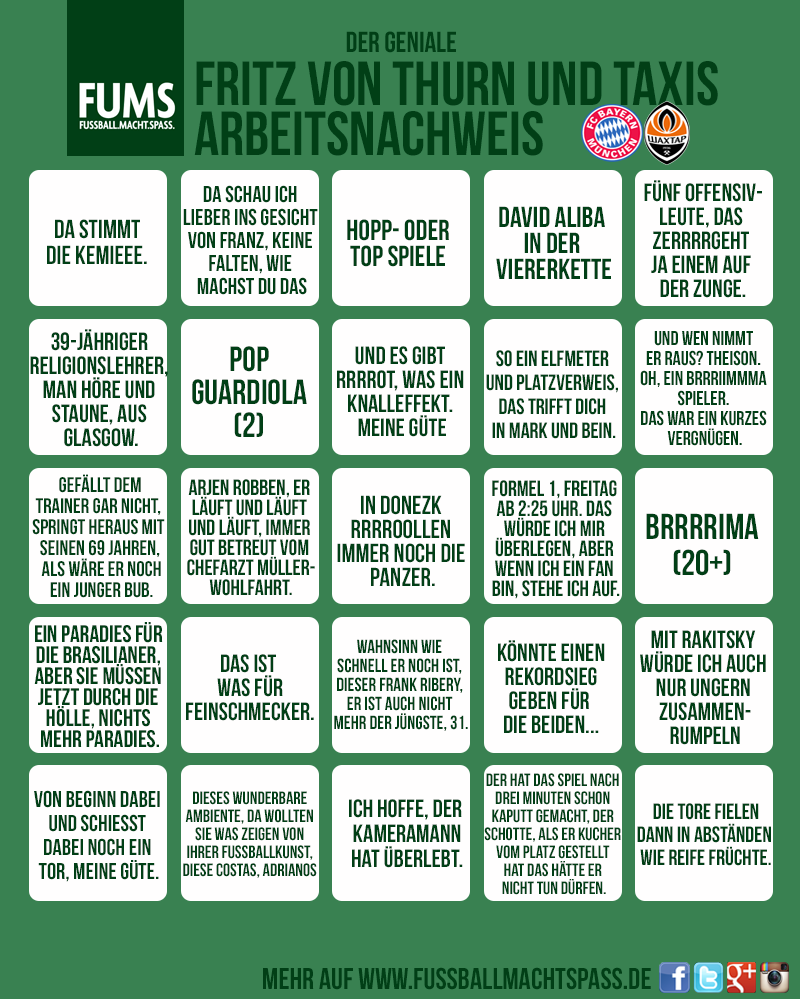 DER GENIALE
FRITZ VON THURN UND TAXIS
ARBEITSNACHWEIS
FUMS
FUSSBALL.MACHT.SPASS.
FC BAYERN
MÜNCHEN
ШАХТАР
DA STIMMT
DIE KEMIEEE.
DA SCHAU ICH
LIEBER INS GESICHT
VON FRANZ, KEINE
FALTEN, WIE
MACHST DU DAS
HOPP- ODER
TOP SPIELE
DAVID ALIBA
IN DER
VIERERKETTE
FÜNF OFFENSIV-
LEUTE, DAS
ZERRRRGEHT
JA EINEM AUF
DER ZUNGE.
39-JÄHRIGER
RELIGIONSLEHRER,
MAN HÖRE UND
STAUNE, AUS
GLASGOW.
POP
GUARDIOLA
(2)
UND ES GIBT
RRRROT, WAS EIN
KNALLEFFEKT.
MEINE GÜTE
SO EIN ELFMETER
UND PLATZVERWEIS,
DAS TRIFFT DICH
IN MARK UND BEIN.
UND WEN NIMMT
ER RAUS? THEISON.
OH, EIN BRRRIIMMMA
SPIELER.
DAS WAR EIN KURZES
VERGNÜGEN.
GEFÄLLT DEM
TRAINER GAR NICHT,
SPRINGT HERAUS MIT
SEINEN 69 JAHREN,
ALS WÄRE ER NOCH
EIN JUNGER BUB.
ARJEN ROBBEN, ER
LÄUFT UND LÄUFT
UND LÄUFT, IMMER
GUT BETREUT VOM
CHEFARZT MÜLLER-
WOHLFAHRT.
IN DONEZK
RRRROOLLEN
IMMER NOCH DIE
PANZER.
FORMEL 1, FREITAG
AB 2:25 UHR. DAS
WÜRDE ICH MIR
ÜBERLEGEN, ABER
WENN ICH EIN FAN
BIN, STEHE ICH AUF.
BRRRRIMA
(20+)
EIN PARADIES FÜR
DIE BRASILIANER,
ABER SIE MÜSSEN
JETZT DURCH DIE
HÖLLE, NICHTS
MEHR PARADIES.
DAS IST
WAS FÜR
FEINSCHMECKER.
WAHNSINN WIE
SCHNELL ER NOCH IST,
DIESER FRANK RIBERY,
ER IST AUCH NICHT
MEHR DER JÜNGSTE, 31.
KÖNNTE EINEN
REKORDSIEG
GEBEN FÜR
DIE BEIDEN...
MIT RAKITSKY
WÜRDE ICH AUCH
NUR UNGERN
ZUSAMMEN-
RUMPELN
VON BEGINN DABEI
UND SCHIESST
DABEI NOCH EIN
TOR, MEINE GÜTE.
DIESES WUNDERBARE
AMBIENTE, DA WOLLTEN
SIE WAS ZEIGEN VON
IHRER FUSSBALLKUNST,
DIESE COSTAS, ADRIANOS
ICH HOFFE, DER
KAMERAMANN
HAT ÜBERLEBT.
DER HAT DAS SPIEL NACH
DREI MINUTEN SCHON
KAPUTT GEMACHT, DER
SCHOTTE, ALS ER KUCHER
VOM PLATZ GESTELLT
HAT DAS HÄTTE ER
NICHT TUN DÜRFEN.
DIE TORE FIELEN
DANN IN ABSTÄNDEN
WIE REIFE FRÜCHTE.
MEHR AUF WWW.FUSSBALLMACHTSPASS.DE